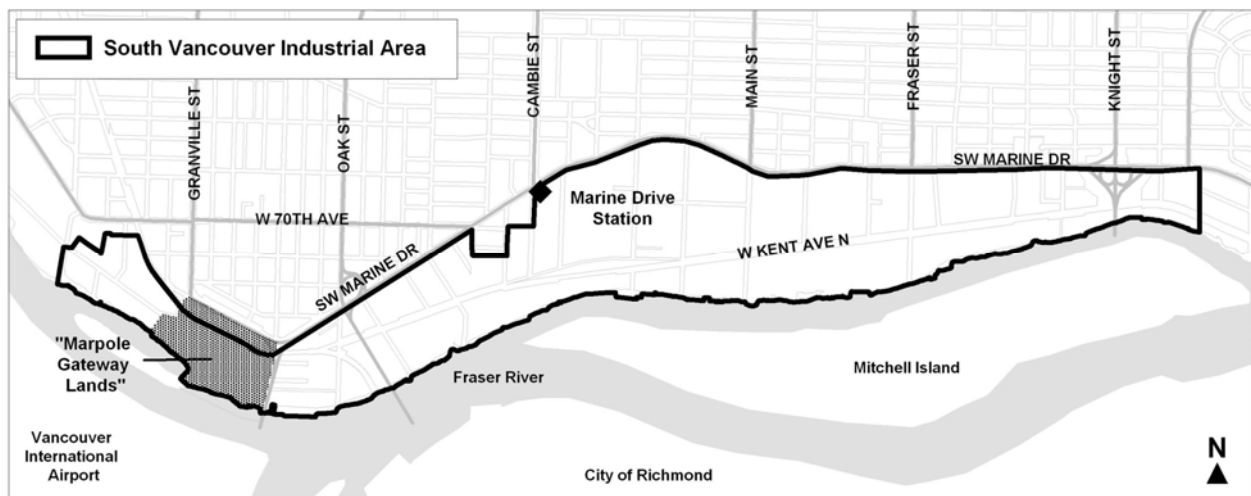 South Vancouver Industrial Area
GRANVILLE ST
OAK ST
CAMBIE ST
MAIN ST
FRASER ST
KNIGHT ST
SW MARINE DR
Marine Drive
Station
W 70TH AVE
SW MARINE DR
W KENT AVE N
"Marpole
Gateway
Lands"
Fraser River
Mitchell Island
Vancouver
International
Airport
City of Richmond
N